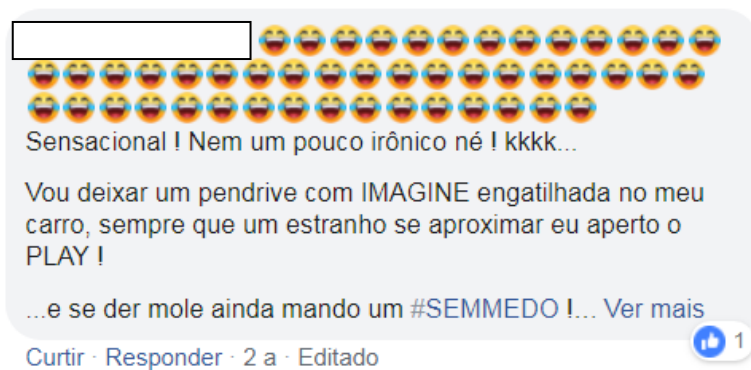 😂😂😂😂😂😂😂😂😂😂😂😂😂
😂😂😂😂😂😂😂😂😂😂😂😂😂😂😂😂😂😂😂
😂😂😂😂😂😂😂😂😂😂😂😂😂😂😂😂
Sensacional ! Nem um pouco irônico né ! kkkk...
Vou deixar um pendrive com IMAGINE engatilhada no meu
carro, sempre que um estranho se aproximar eu aperto o
PLAY !
...e se der mole ainda mando um #SEMMEDO !... Ver mais
1
Curtir · Responder · 2 a · Editado